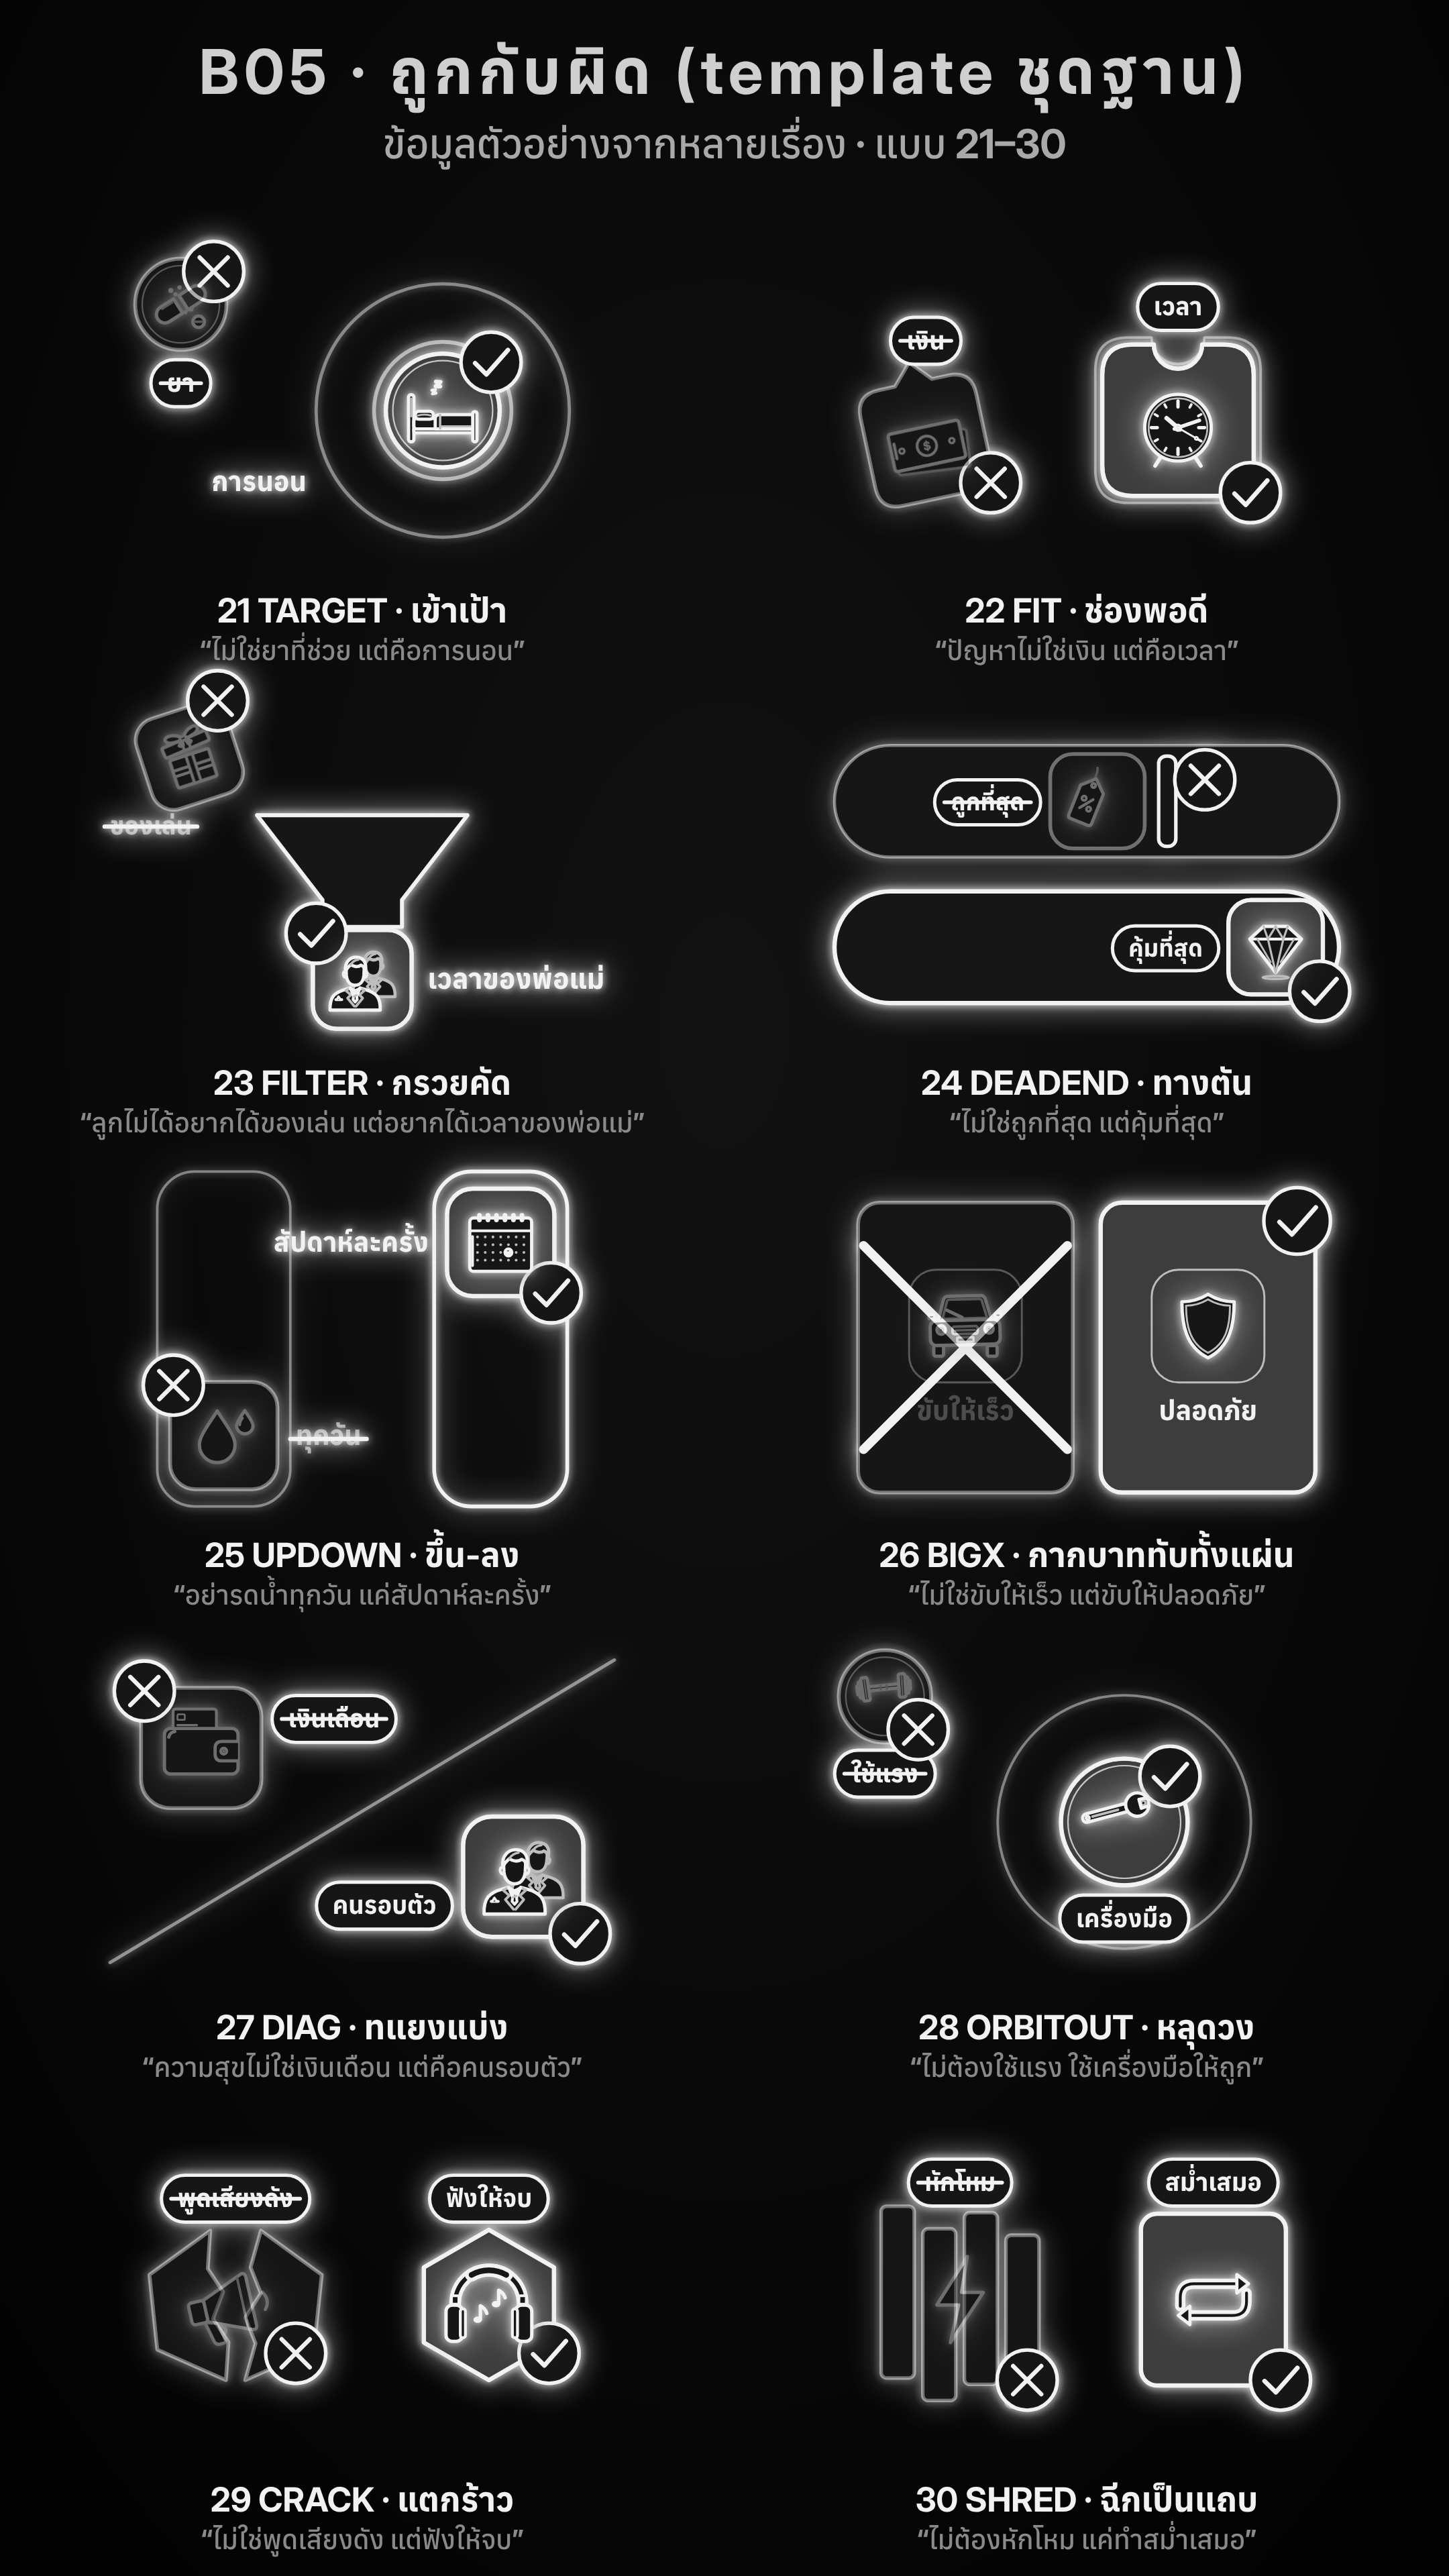 B05 · ถูกกับผิด (template ชุดฐาน)
ข้อมูลตัวอย่างจากหลายเรื่อง · แบบ 21–30
ยา
การนอน
21 TARGET · เข้าเป้า
“ไม่ใช่ยาที่ช่วย แต่คือการนอน”
เงิน
เวลา
22 FIT · ช่องพอดี
“ปัญหาไม่ใช่เงิน แต่คือเวลา”
ของเล่น
เวลาของพ่อแม่
23 FILTER · กรวยคัด
“ลูกไม่ได้อยากได้ของเล่น แต่อยากได้เวลาของพ่อแม่”
ถูกที่สุด
คุ้มที่สุด
24 DEADEND · ทางตัน
“ไม่ใช่ถูกที่สุด แต่คุ้มที่สุด”
สัปดาห์ละครั้ง
ทุกวัน
25 UPDOWN · ขึ้น-ลง
“อย่ารดน้ำทุกวัน แค่สัปดาห์ละครั้ง”
ขับให้เร็ว
ปลอดภัย
26 BIGX · กากบาททับทั้งแผ่น
“ไม่ใช่ขับให้เร็ว แต่ขับให้ปลอดภัย”
เงินเดือน
คนรอบตัว
27 DIAG · ทแยงแบ่ง
“ความสุขไม่ใช่เงินเดือน แต่คือคนรอบตัว”
ใช้แรง
เครื่องมือ
28 ORBITOUT · หลุดวง
“ไม่ต้องใช้แรง ใช้เครื่องมือให้ถูก”
พูดเสียงดัง
ฟังให้จบ
29 CRACK · แตกร้าว
“ไม่ใช่พูดเสียงดัง แต่ฟังให้จบ”
หักโหม
สม่ำเสมอ
30 SHRED · ฉีกเป็นแถบ
“ไม่ต้องหักโหม แค่ทำสม่ำเสมอ”